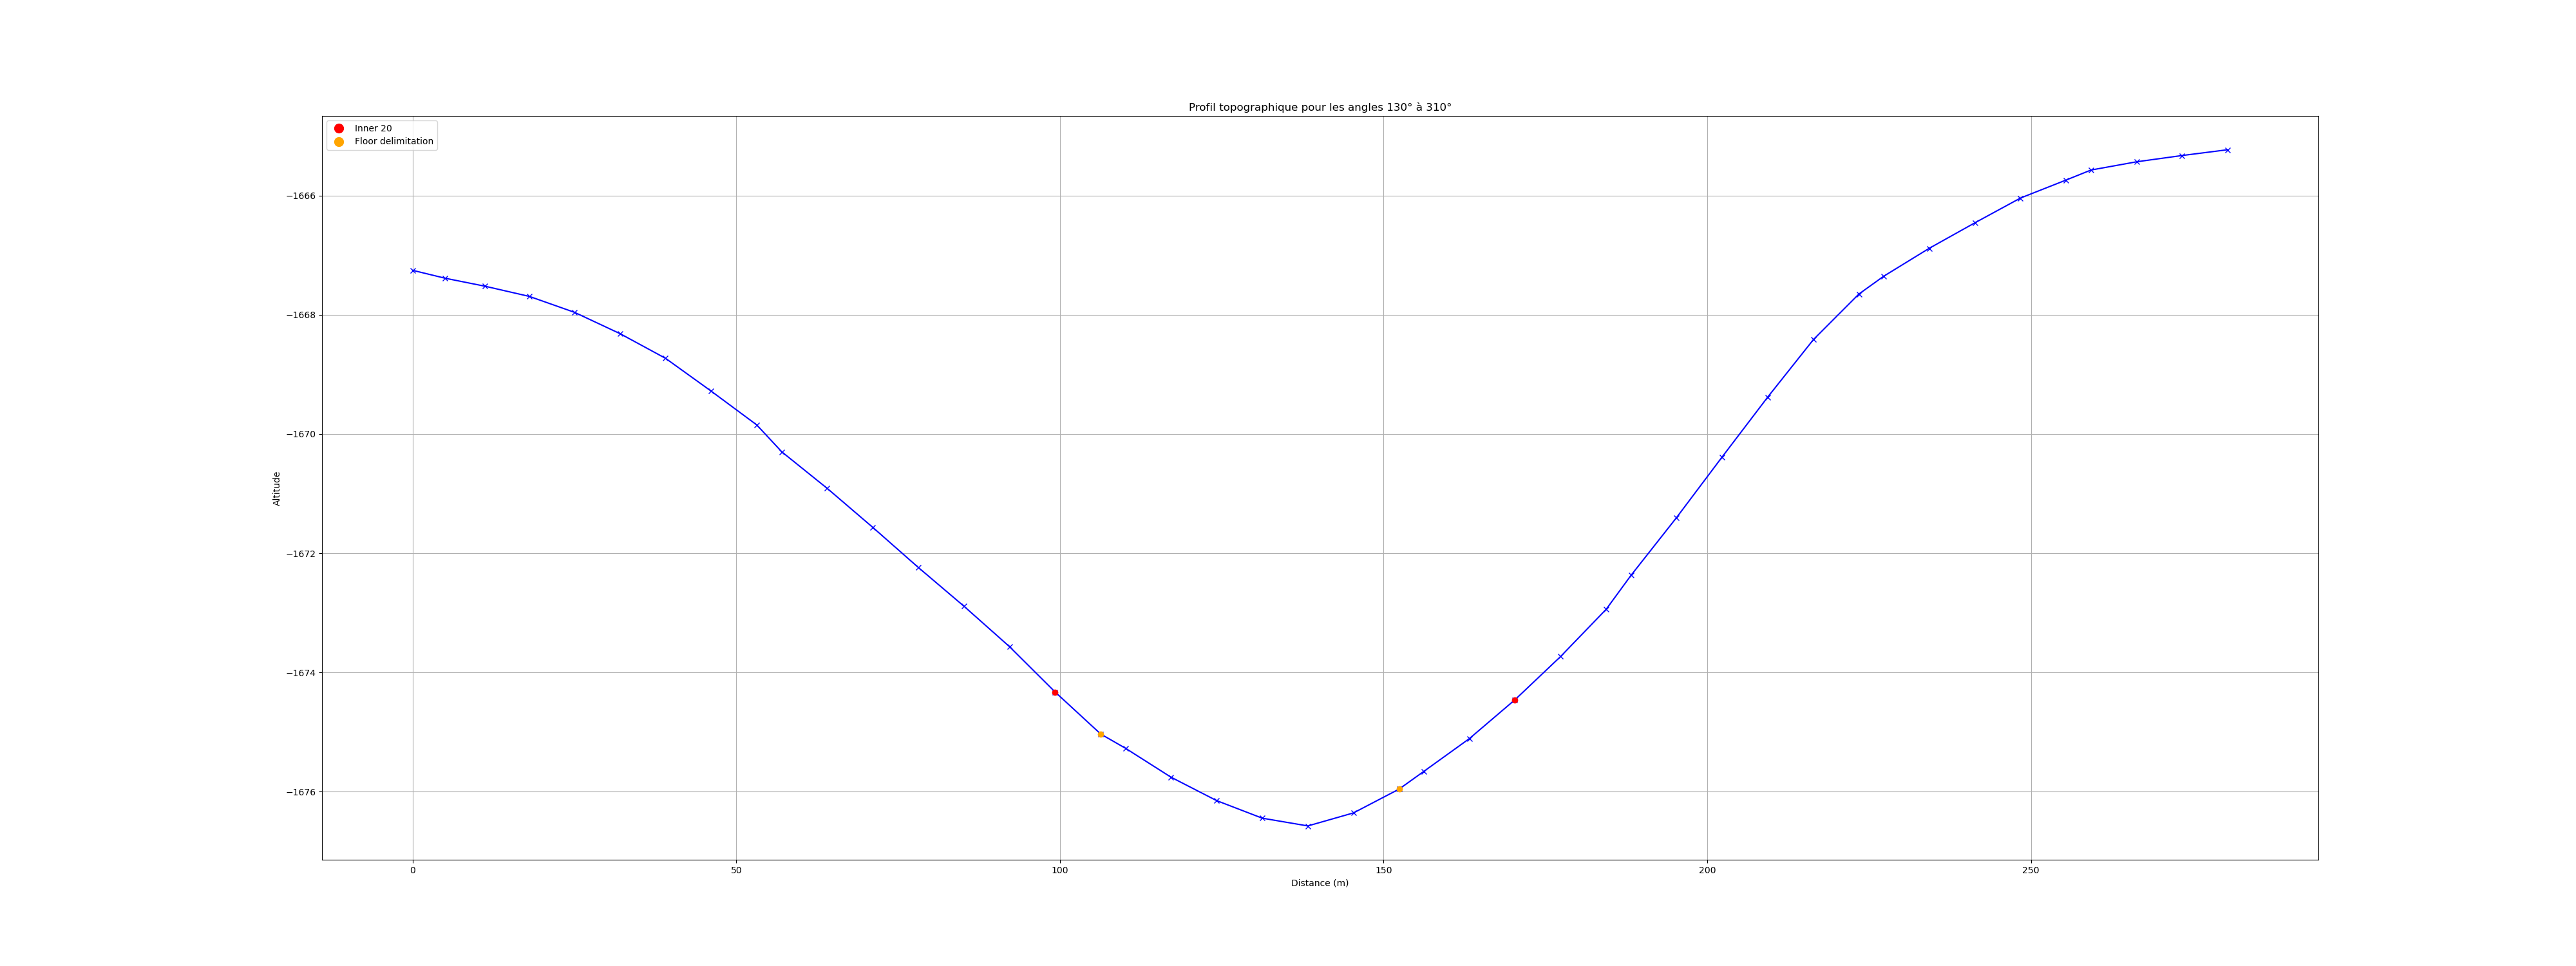 Profil topographique pour les angles 130° à 310°
Inner 20
Floor delimitation
−1666
−1668
−1670
−1672
−1674
−1676
Altitude
0 50 100 150 200 250
Distance (m)